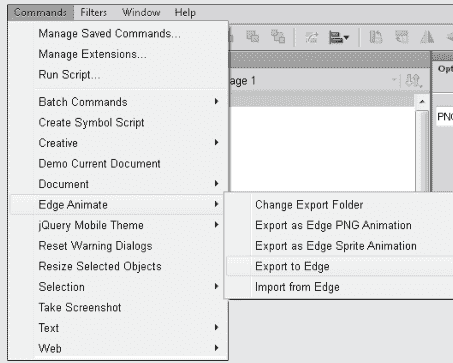 Commands Filters Window Help
Manage Saved Commands...
Manage Extensions...
Run Script...
age 1
Opt
Batch Commands
PNG
Create Symbol Script
Creative
Demo Current Document
Document
Edge Animate
Change Export Folder
jQuery Mobile Theme
Export as Edge PNG Animation
Reset Warning Dialogs
Export as Edge Sprite Animation
Resize Selected Objects
Export to Edge
Selection
Import from Edge
Take Screenshot
Text
Web